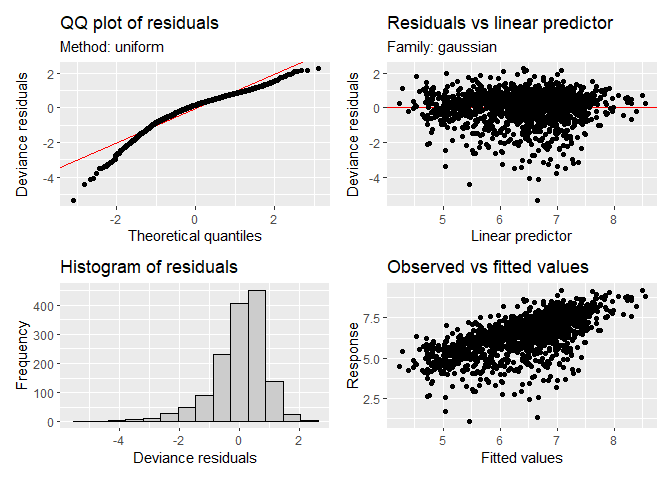 QQ plot of residuals
Method: uniform
Deviance residuals
2
0
-2
-4
-2
0
2
Theoretical quantiles
Residuals vs linear predictor
Family: gaussian
Deviance residuals
2
0
-2
-4
5
6
7
8
Linear predictor
Histogram of residuals
Frequency
400
300
200
100
0
-4
-2
0
2
Deviance residuals
Observed vs fitted values
Response
7.5
5.0
2.5
5
6
7
8
Fitted values